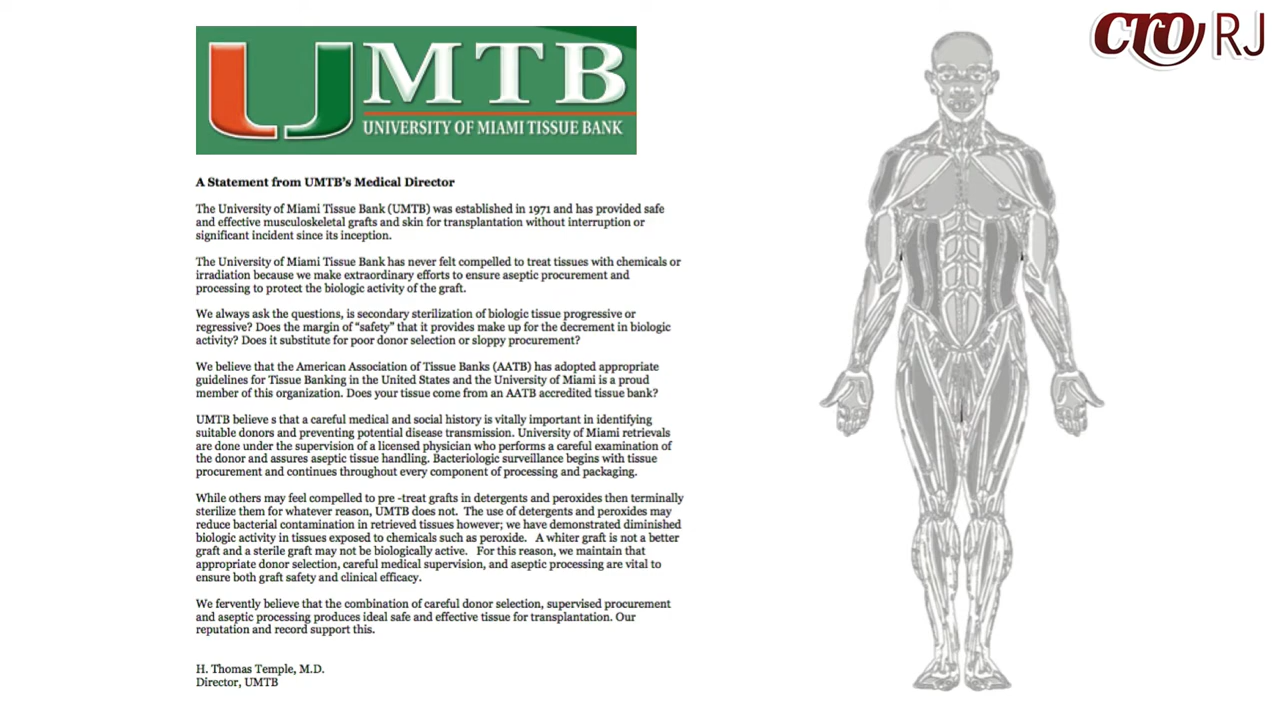 UMTB
UNIVERSITY OF MIAMI TISSUE BANK
CRO RJ
A Statement from UMTB's Medical Director
The University of Miami Tissue Bank (UMTB) was established in 1971 and has provided safe
and effective musculoskeletal grafts and skin for transplantation without interruption or
significant incident since its inception.
The University of Miami Tissue Bank has never felt compelled to treat tissues with chemicals or
irradiation because we make extraordinary efforts to ensure aseptic procurement and
processing to protect the biologic activity of the graft.
We always ask the questions, is secondary sterilization of biologic tissue progressive or
regressive? Does the margin of “safety” that it provides make up for the decrement in biologic
activity? Does it substitute for poor donor selection or sloppy procurement?
We believe that the American Association of Tissue Banks (AATB) has adopted appropriate
guidelines for Tissue Banking in the United States and the University of Miami is a proud
member of this organization. Does your tissue come from an AATB accredited tissue bank?
UMTB believe s that a careful medical and social history is vitally important in identifying
suitable donors and preventing potential disease transmission. University of Miami retrievals
are done under the supervision of a licensed physician who performs a careful examination of
the donor and assures aseptic tissue handling. Bacteriologic surveillance begins with tissue
procurement and continues throughout every component of processing and packaging.
While others may feel compelled to pre -treat grafts in detergents and peroxides then terminally
sterilize them for whatever reason, UMTB does not. The use of detergents and peroxides may
reduce bacterial contamination in retrieved tissues however; we have demonstrated diminished
biologic activity in tissues exposed to chemicals such as peroxide. A whiter graft is not a better
graft and a sterile graft may not be biologically active. For this reason, we maintain that
appropriate donor selection, careful medical supervision, and aseptic processing are vital to
ensure both graft safety and clinical efficacy.
We fervently believe that the combination of careful donor selection, supervised procurement
and aseptic processing produces ideal safe and effective tissue for transplantation. Our
reputation and record support this.
H. Thomas Temple, M.D.
Director, UMTB